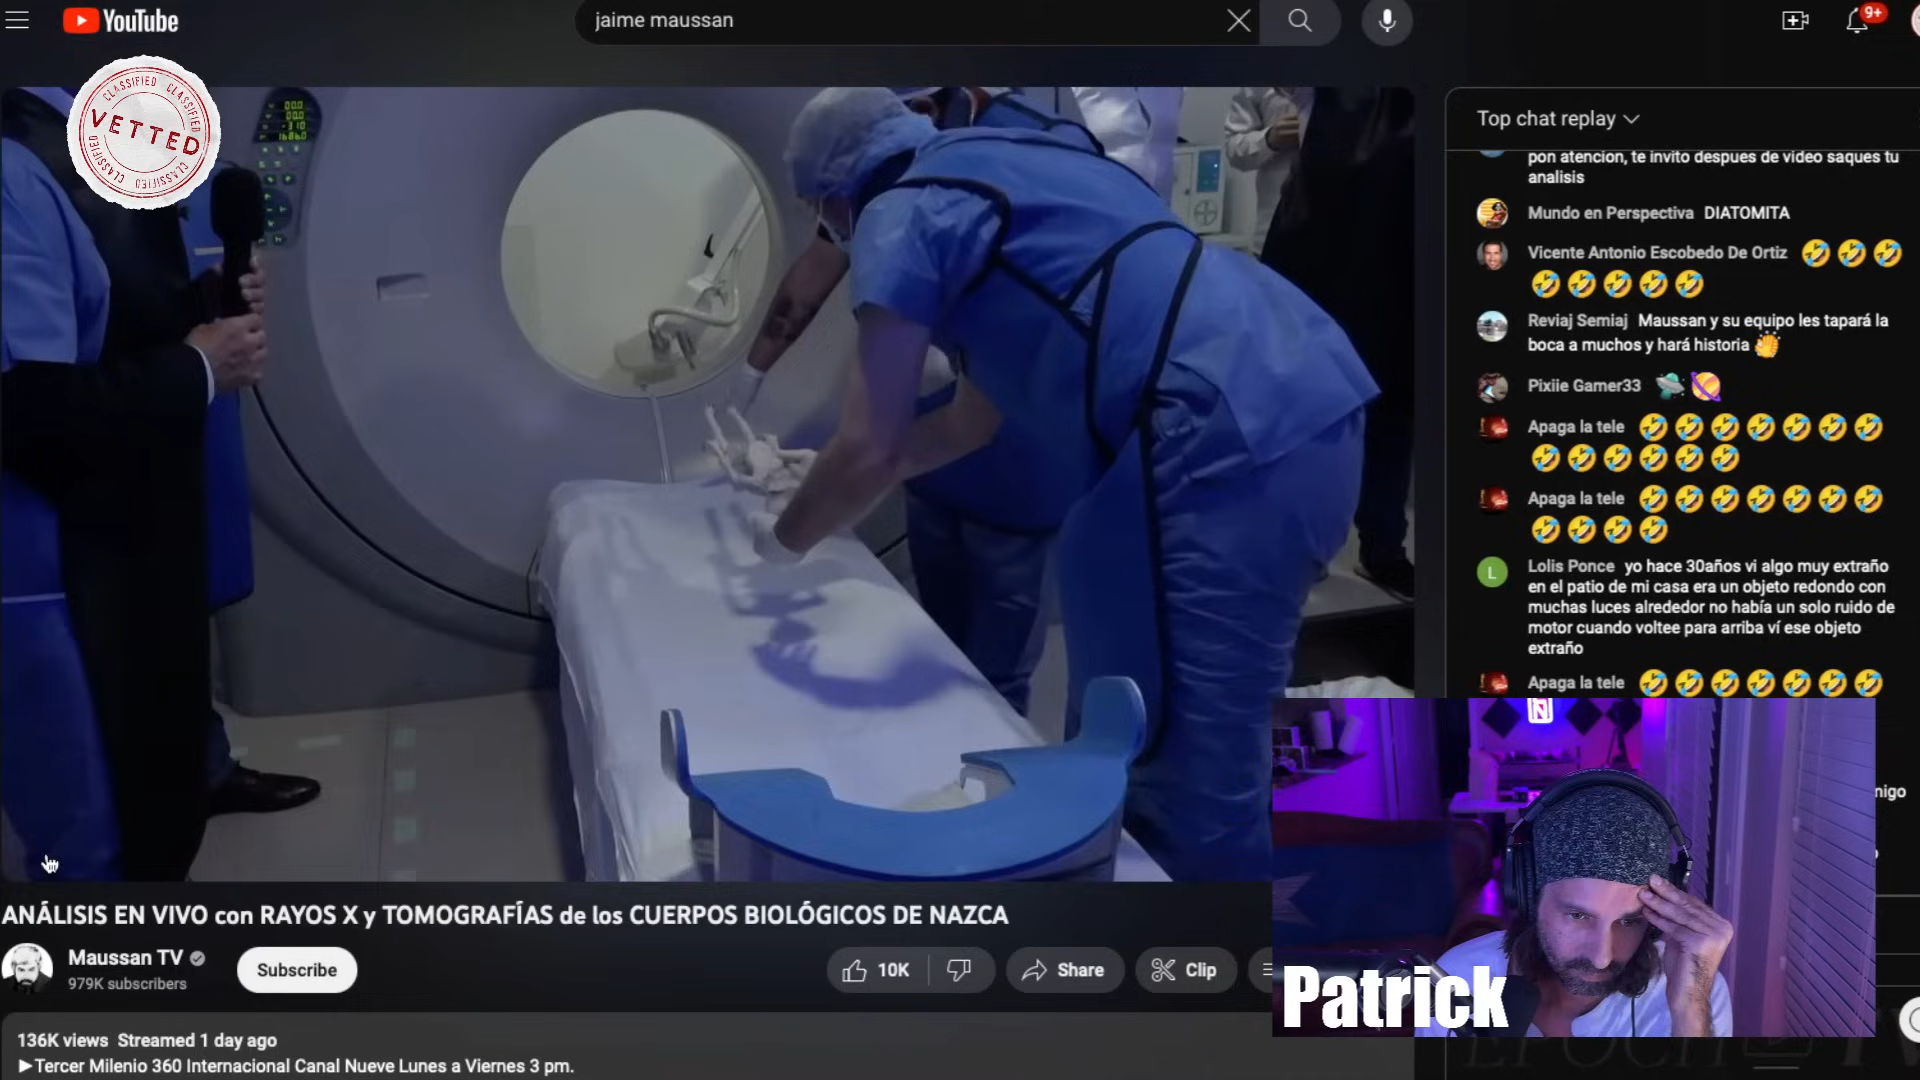 YouTube
jaime maussan
9+
CLASSIFIED CLASSIFIED
VETTED
CLASSIFIED CLASSIFIED
Top chat replay
pon atencion, te invito despues de video saques tu
analisis
Mundo en Perspectiva DIATOMITA
Vicente Antonio Escobedo De Ortiz 🤣🤣🤣
🤣🤣🤣🤣🤣
Reviaj Semiaj Maussan y su equipo les tapará la
boca a muchos y hará historia 👏
Pixiie Gamer33 🛸🪐
Apaga la tele 🤣🤣🤣🤣🤣🤣🤣
🤣🤣🤣🤣🤣🤣
Apaga la tele 🤣🤣🤣🤣🤣🤣🤣
🤣🤣🤣🤣
L
Lolis Ponce yo hace 30años vi algo muy extraño
en el patio de mi casa era un objeto redondo con
muchas luces alrededor no había un solo ruido de
motor cuando voltee para arriba ví ese objeto
extraño
Apaga la tele 🤣🤣🤣🤣🤣🤣🤣
nigo
ANÁLISIS EN VIVO con RAYOS X y TOMOGRAFÍAS de los CUERPOS BIOLÓGICOS DE NAZCA
Maussan TV
979K subscribers
Subscribe
10K
Share
Clip
Patrick
136K views Streamed 1 day ago
▶Tercer Milenio 360 Internacional Canal Nueve Lunes a Viernes 3 pm.
EPOCH TV